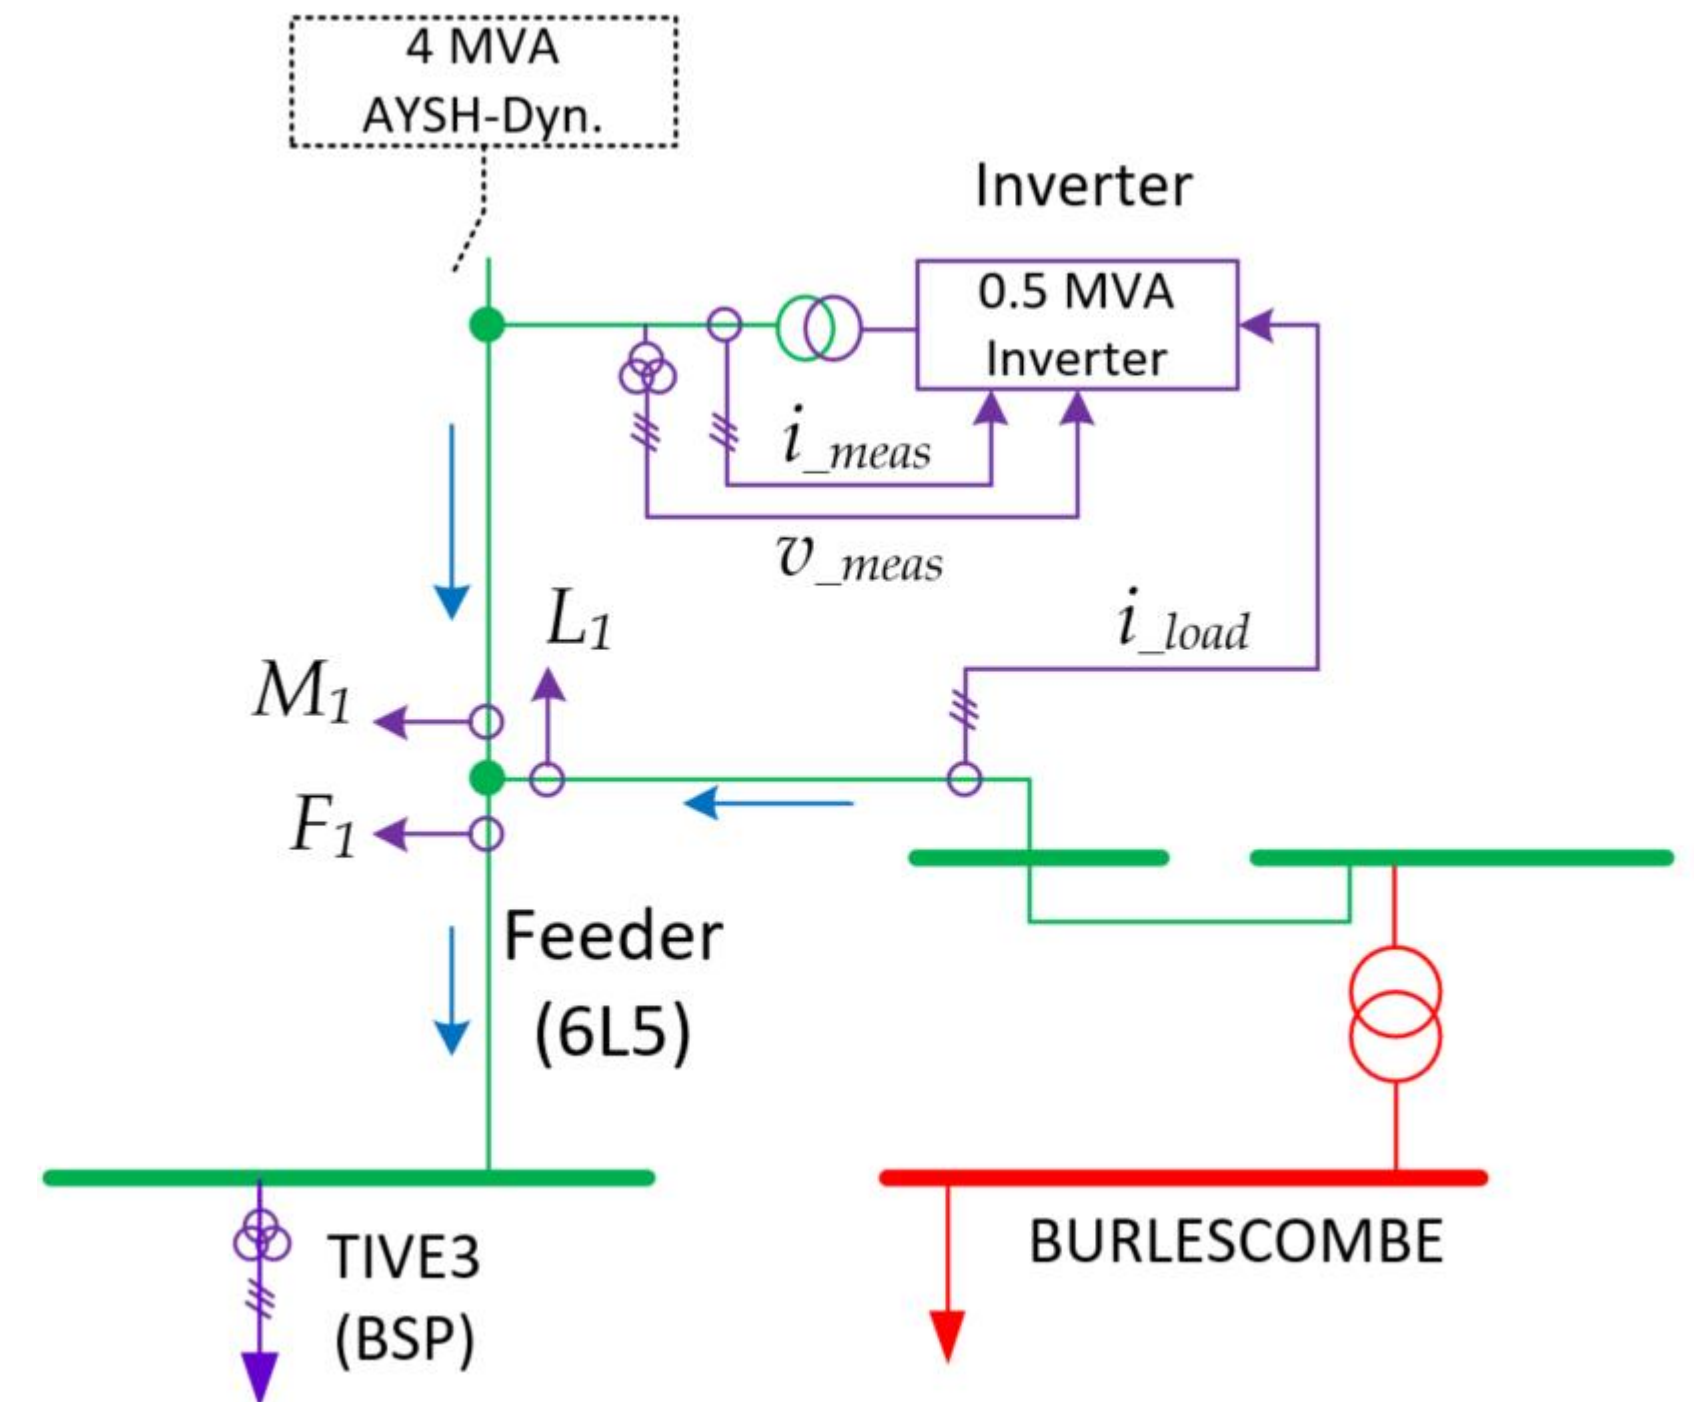 4 MVA
AYSH-Dyn.
Inverter
0.5 MVA
Inverter
i_meas
v_meas
L1
i_load
M1
F1
Feeder
(6L5)
TIVE3
(BSP)
BURLESCOMBE